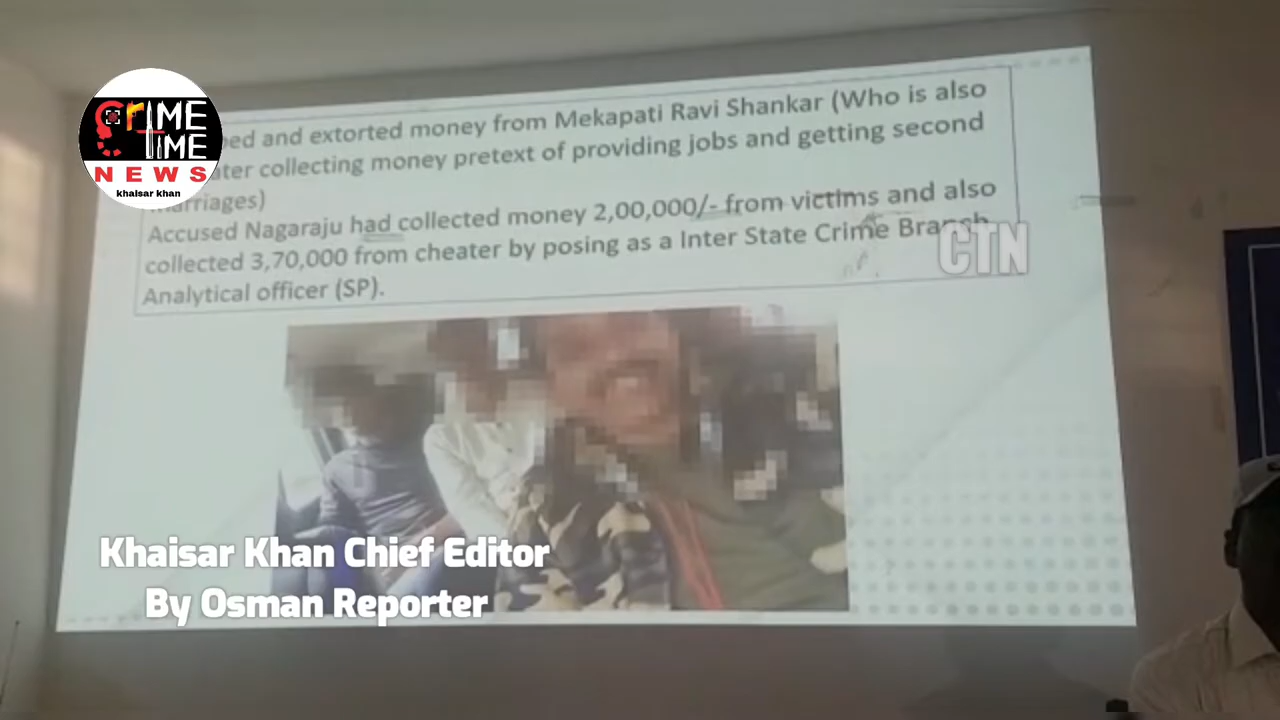 CRIME
TIME
NEWS
khaisar khan
and extorted money from Mekapati Ravi Shankar (Who is also
collecting money pretext of providing jobs and getting second
marriages)
Accused Nagaraju had collected money 2,00,000/- from victims and also
collected 3,70,000 from cheater by posing as a Inter State Crime Branch
Analytical officer (SP).
CTN
Khaisar Khan Chief Editor
By Osman Reporter